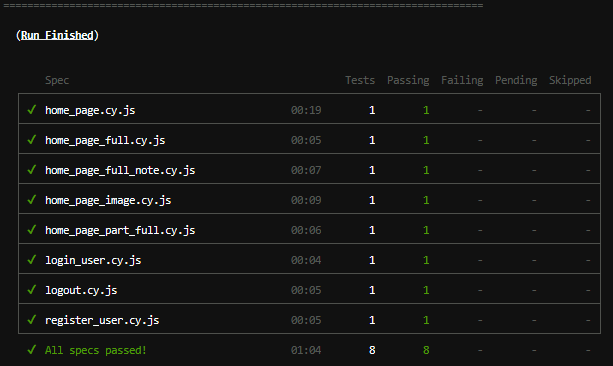 ================================================================================
(Run Finished)
Spec Tests Passing Failing Pending Skipped
✔ home_page.cy.js 00:19 1 1 - - -
✔ home_page_full.cy.js 00:05 1 1 - - -
✔ home_page_full_note.cy.js 00:07 1 1 - - -
✔ home_page_image.cy.js 00:09 1 1 - - -
✔ home_page_part_full.cy.js 00:06 1 1 - - -
✔ login_user.cy.js 00:04 1 1 - - -
✔ logout.cy.js 00:05 1 1 - - -
✔ register_user.cy.js 00:05 1 1 - - -
✔ All specs passed! 01:04 8 8 - - -